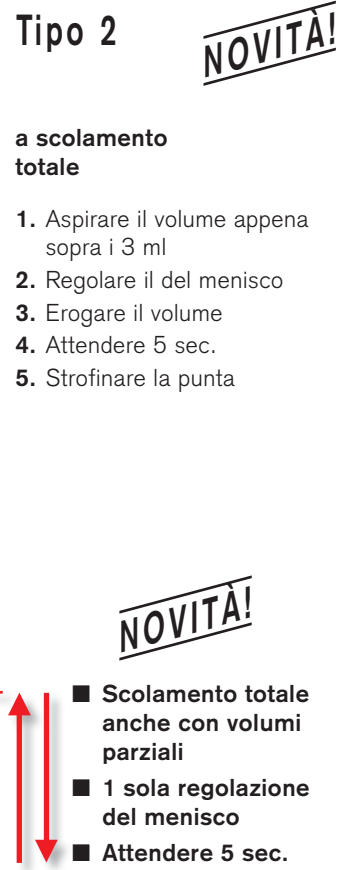 Tipo 2
NOVITÀ!
a scolamento
totale
1. Aspirare il volume appena
sopra i 3 ml
2. Regolare il del menisco
3. Erogare il volume
4. Attendere 5 sec.
5. Strofinare la punta
NOVITÀ!
■ Scolamento totale
anche con volumi
parziali
■ 1 sola regolazione
del menisco
■ Attendere 5 sec.